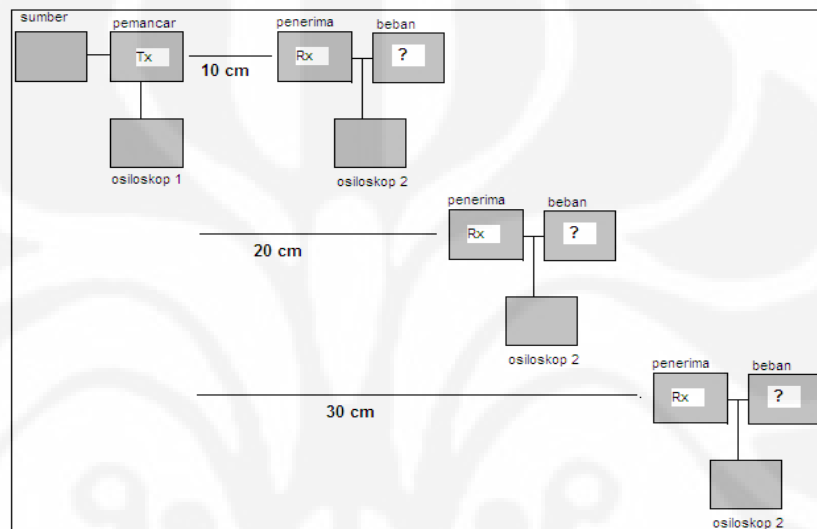 sumber
pemancar
penerima
beban
Tx
Rx
?
10 cm
osiloskop 1
osiloskop 2
penerima
beban
Rx
?
20 cm
osiloskop 2
penerima
beban
Rx
?
30 cm
osiloskop 2